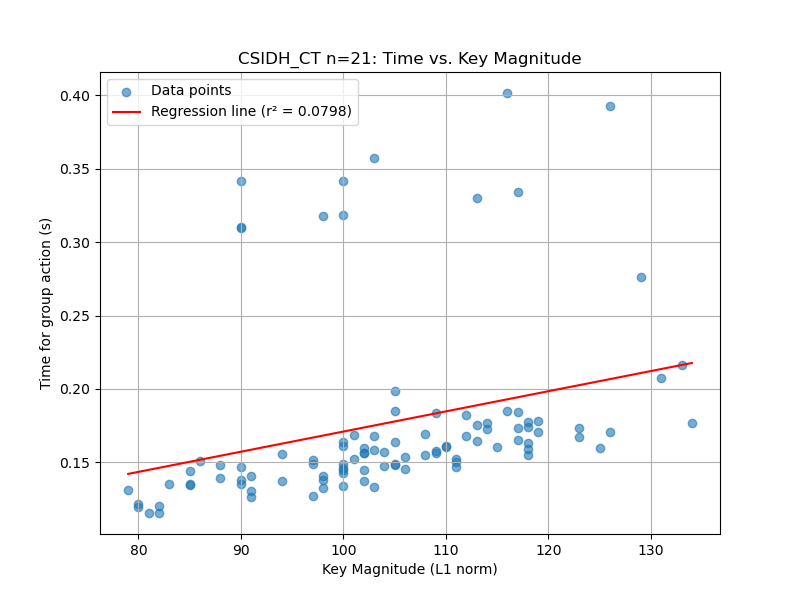 CSIDH_CT n=21: Time vs. Key Magnitude
Data points
Regression line (r² = 0.0798)
Time for group action (s)
0.40
0.35
0.30
0.25
0.20
0.15
80 90 100 110 120 130
Key Magnitude (L1 norm)